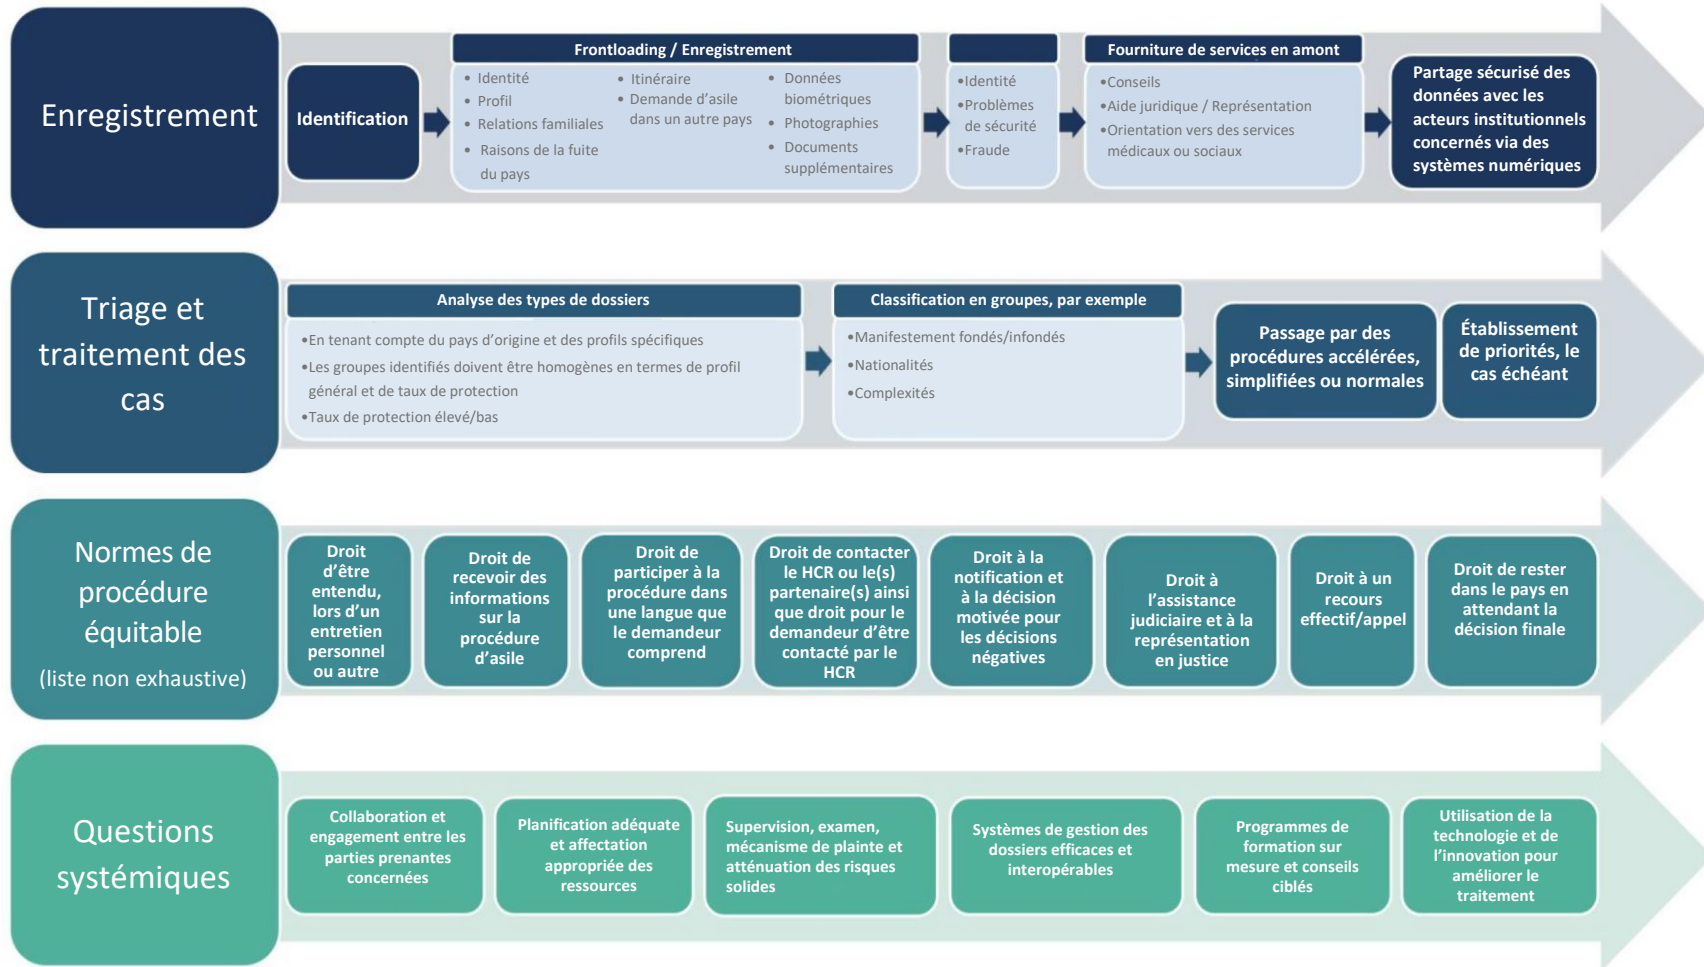 Enregistrement
Identification
Frontloading / Enregistrement
• Identité
• Profil
• Relations familiales
• Raisons de la fuite
du pays
• Itinéraire
• Demande d'asile
dans un autre pays
• Données
biométriques
• Photographies
• Documents
supplémentaires
•Identité
•Problèmes
de sécurité
•Fraude
Fourniture de services en amont
•Conseils
•Aide juridique / Représentation
•Orientation vers des services
médicaux ou sociaux
Partage sécurisé des
données avec les
acteurs institutionnels
concernés via des
systèmes numériques
Triage et
traitement des
cas
Analyse des types de dossiers
•En tenant compte du pays d'origine et des profils spécifiques
•Les groupes identifiés doivent être homogènes en termes de profil
général et de taux de protection
•Taux de protection élevé/bas
Classification en groupes, par exemple
•Manifestement fondés/infondés
•Nationalités
•Complexités
Passage par des
procédures accélérées,
simplifiées ou normales
Établissement
de priorités, le
cas échéant
Normes de
procédure
équitable
(liste non exhaustive)
Droit
d'être
entendu,
lors d'un
entretien
personnel
ou autre
Droit de
recevoir des
informations
sur la
procédure
d'asile
Droit de
participer à la
procédure dans
une langue que
le demandeur
comprend
Droit de contacter
le HCR ou le(s)
partenaire(s) ainsi
que droit pour le
demandeur d'être
contacté par le
HCR
Droit à la
notification et
à la décision
motivée pour
les décisions
négatives
Droit à
l'assistance
judiciaire et à la
représentation
en justice
Droit à un
recours
effectif/appel
Droit de rester
dans le pays en
attendant la
décision finale
Questions
systémiques
Collaboration et
engagement entre les
parties prenantes
concernées
Planification adéquate
et affectation
appropriée des
ressources
Supervision, examen,
mécanisme de plainte et
atténuation des risques
solides
Systèmes de gestion des
dossiers efficaces et
interopérables
Programmes de
formation sur
mesure et conseils
ciblés
Utilisation de la
technologie et de
l'innovation pour
améliorer le
traitement